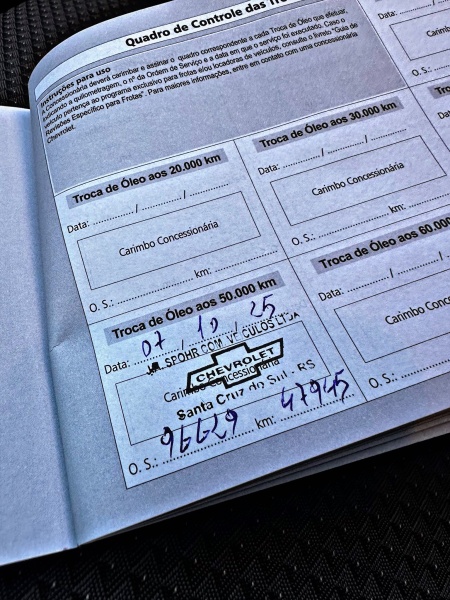 Quadro de Controle das Tro
Instruções para uso
A Concessionária deverá carimbar e assinar o quadro correspondente a cada Troca de Óleo que efetuar,
indicando a quilometragem, o nº da Ordem de Serviço e a data em que o serviço foi executado. Caso o
veículo pertença ao programa exclusivo para frotas e/ou locadoras de veículos, consulte o livreto "Guia de
Revisões Específico para Frotas". Para maiores informações, entre em contato com uma concessionária
Chevrolet.
Data: ........../
Carimbo
Concessi
O. S.:
Troca de Óleo aos 20.000 km
Data: ............/............/............
Carimbo Concessionária
O. S.: ........................ km: ........................
Troca de Óleo aos 30.000 km
Data: ............/............/............
Carimbo Concessionária
O. S.: ........................ km: ........................
Tro
Da
Troca de Óleo aos 50.000 km
Data: 07 / 10 / 25
SPOHR COM VEÍCULOS LTDA
CHEVROLET
Carimbo Concessionária
Santa Cruz do Sul - RS
O. S.: 96629 km: 47945
Troca de Óleo aos 60.000
Data: ............/............/
Carimbo Conces
O. S.: ........................